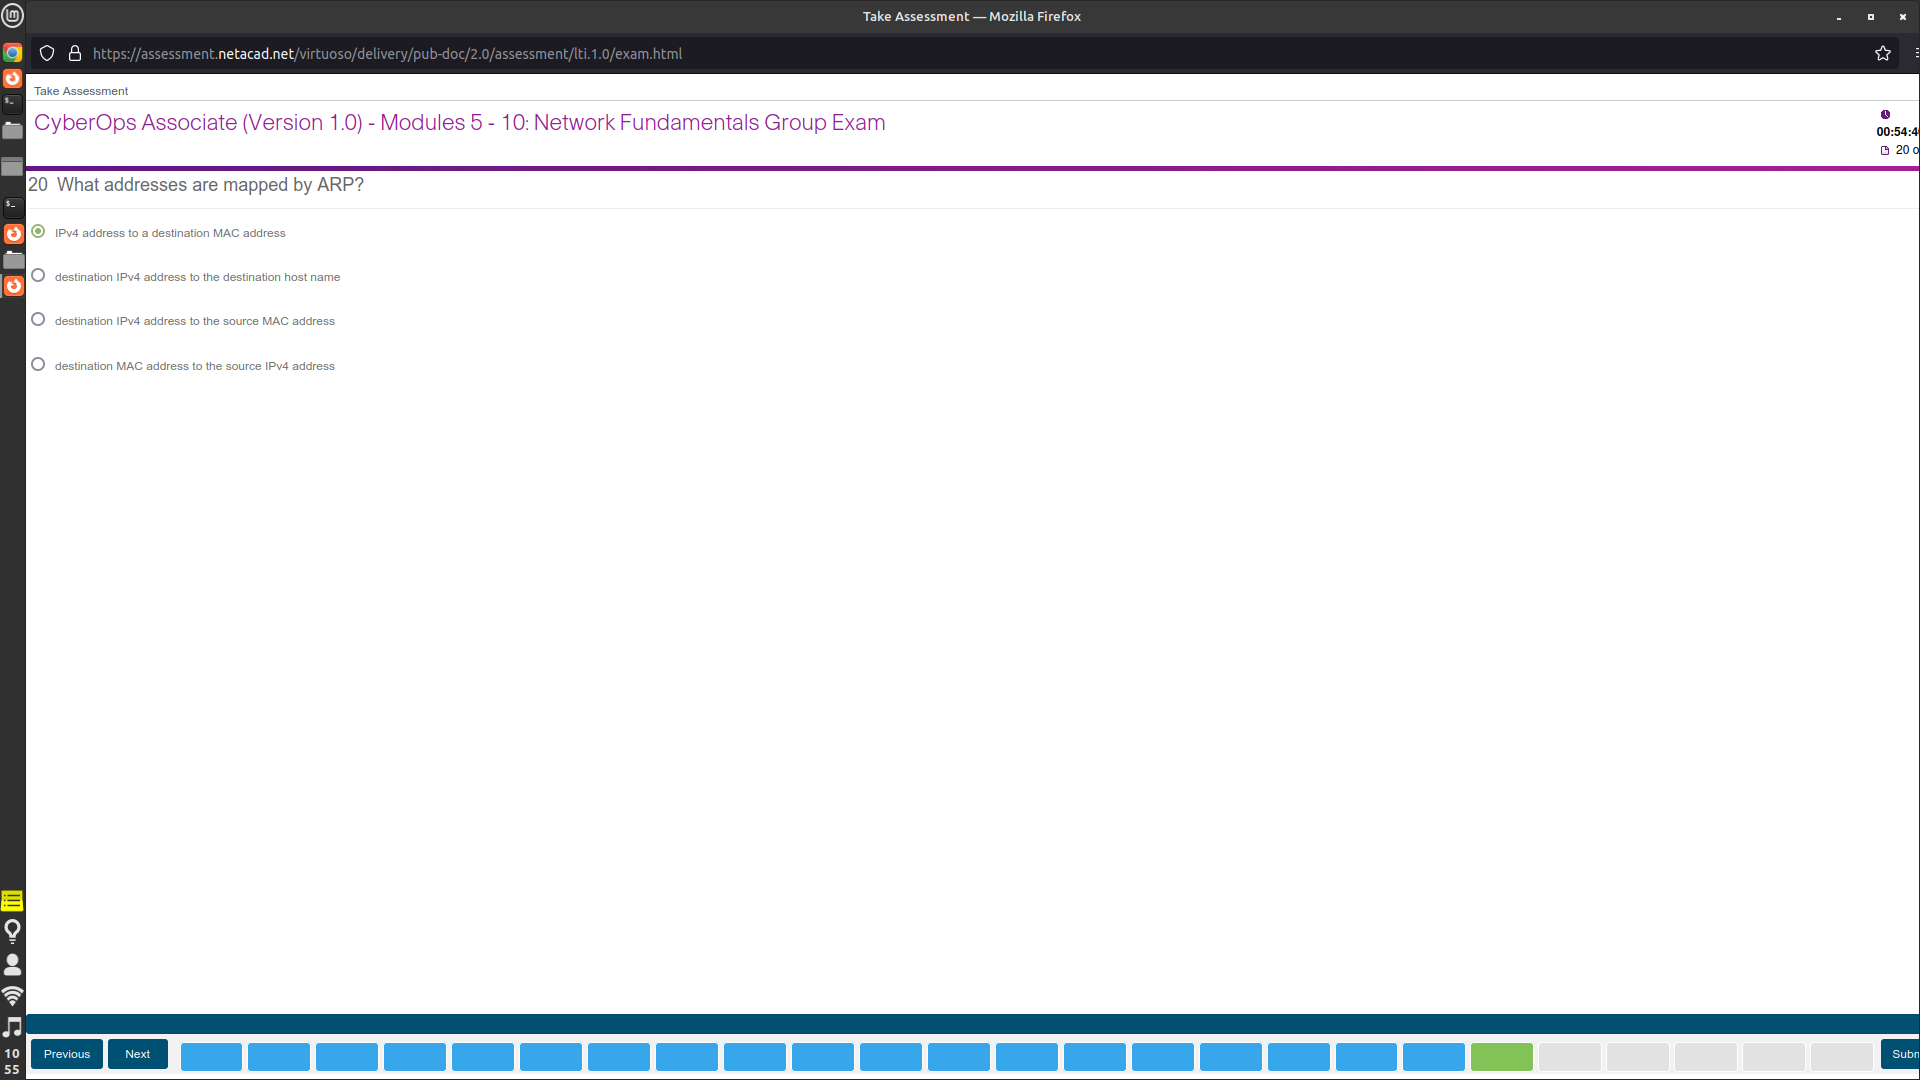 Take Assessment — Mozilla Firefox
https://assessment.netacad.net/virtuoso/delivery/pub-doc/2.0/assessment/lti.1.0/exam.html
Take Assessment
CyberOps Associate (Version 1.0) - Modules 5 - 10: Network Fundamentals Group Exam
00:54:4
20 o
20 What addresses are mapped by ARP?
IPv4 address to a destination MAC address
destination IPv4 address to the destination host name
destination IPv4 address to the source MAC address
destination MAC address to the source IPv4 address
Previous
Next
Subm
10
55